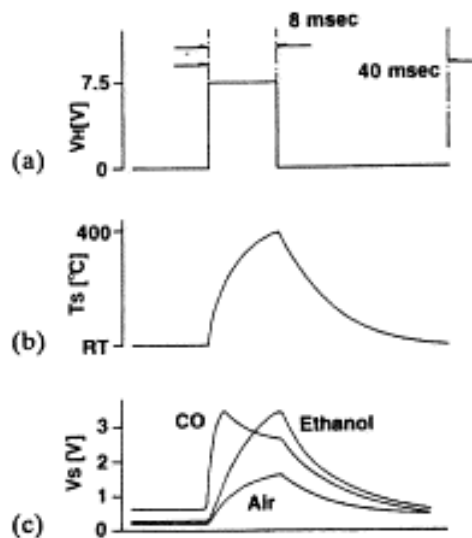 8 msec
7.5
40 msec
VH[V]
0
(a)
400
Ts [°C]
RT
(b)
CO
Ethanol
3
Vs [V]
2
1
Air
0
(c)